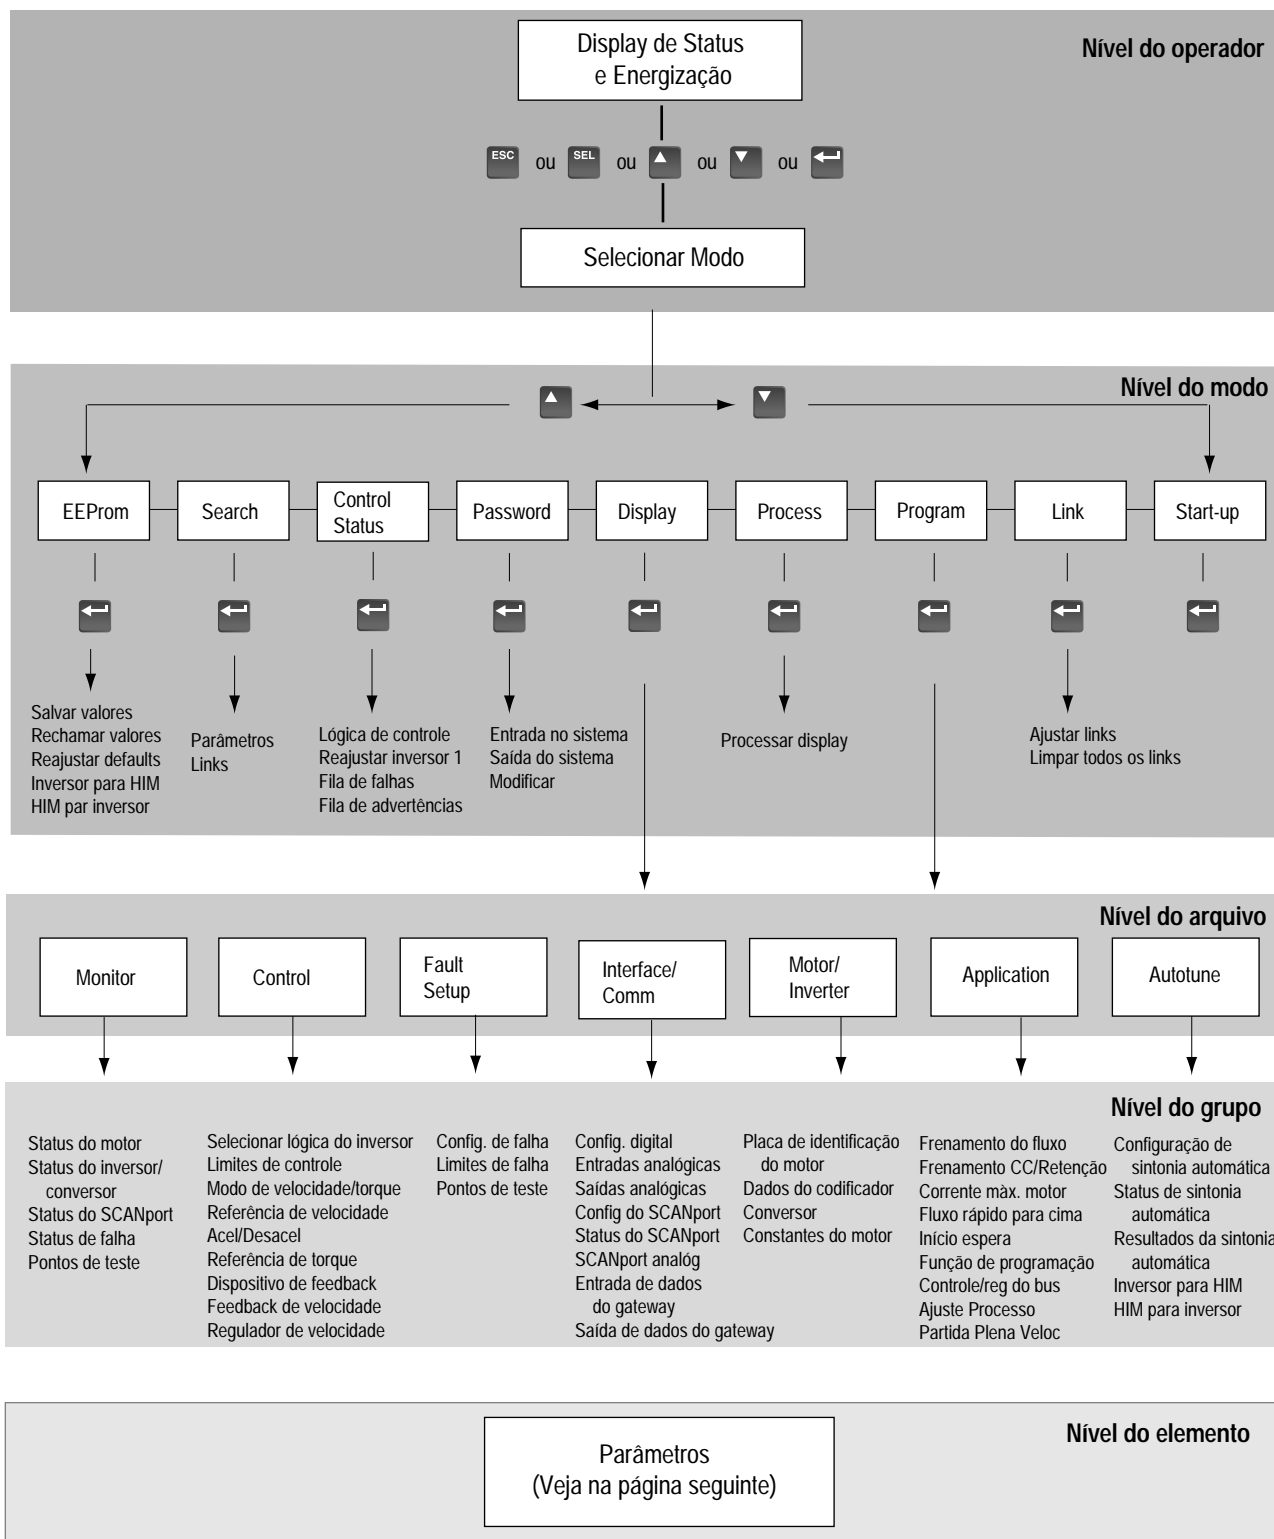 Display de Status
e Energização
Nível do operador
ESC ou SEL ou ou ou
Selecionar Modo
Nível do modo
EEProm
Search
Control
Status
Password
Display
Process
Program
Link
Start-up
Salvar valores
Rechamar valores
Reajustar defaults
Inversor para HIM
HIM par inversor
Parâmetros
Links
Lógica de controle
Reajustar inversor 1
Fila de falhas
Fila de advertências
Entrada no sistema
Saída do sistema
Modificar
Processar display
Ajustar links
Limpar todos os links
Nível do arquivo
Monitor
Control
Fault
Setup
Interface/
Comm
Motor/
Inverter
Application
Autotune
Nível do grupo
Status do motor
Status do inversor/
conversor
Status do SCANport
Status de falha
Pontos de teste
Selecionar lógica do inversor
Limites de controle
Modo de velocidade/torque
Referência de velocidade
Acel/Desacel
Referência de torque
Dispositivo de feedback
Feedback de velocidade
Regulador de velocidade
Config. de falha
Limites de falha
Pontos de teste
Config. digital
Entradas analógicas
Saídas analógicas
Config do SCANport
Status do SCANport
SCANport analóg
Entrada de dados
do gateway
Saída de dados do gateway
Placa de identificação
do motor
Dados do codificador
Conversor
Constantes do motor
Frenamento do fluxo
Frenamento CC/Retenção
Corrente màx. motor
Fluxo rápido para cima
Início espera
Função de programação
Controle/reg do bus
Ajuste Processo
Partida Plena Veloc
Configuração de
sintonia automática
Status de sintonia
automática
Resultados da sintonia
automática
Inversor para HIM
HIM para inversor
Nível do elemento
Parâmetros
(Veja na página seguinte)